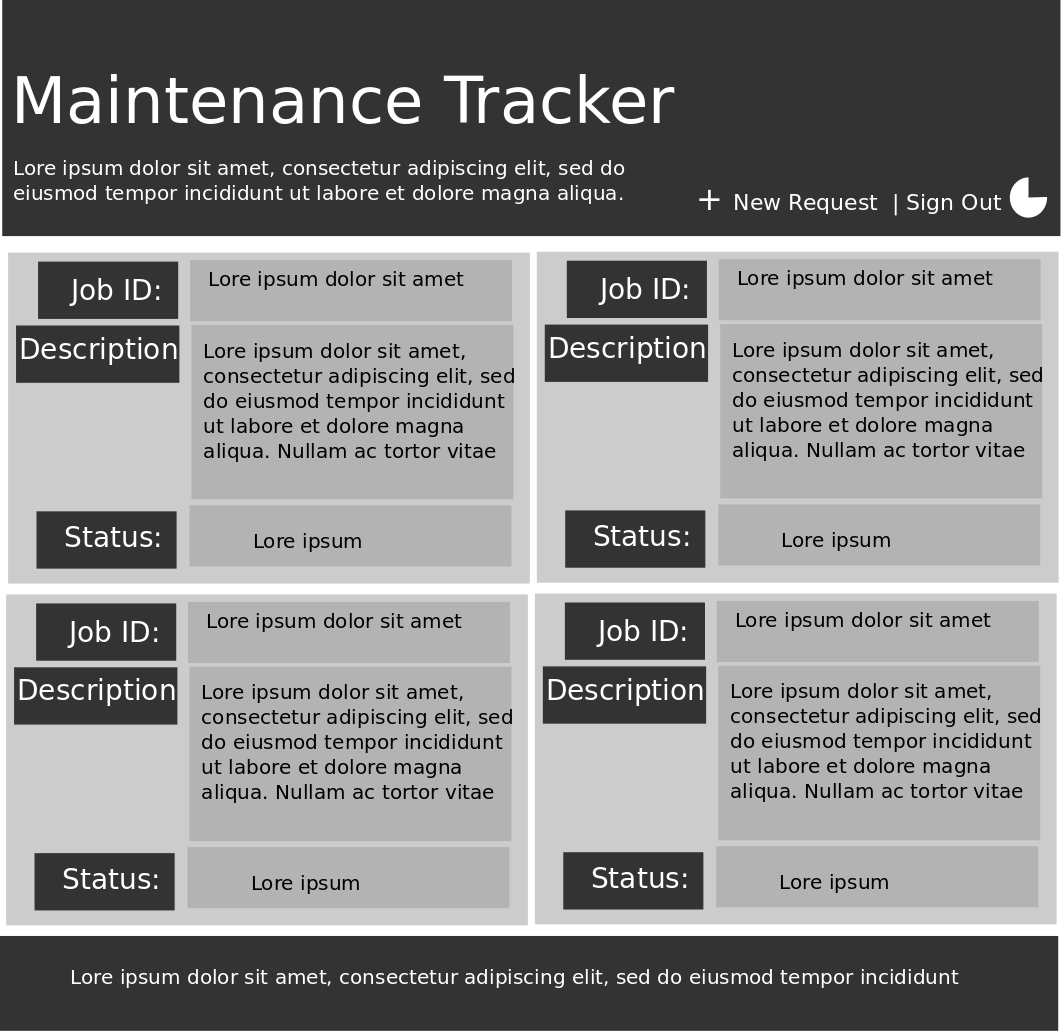 Maintenance Tracker
Lore ipsum dolor sit amet, consectetur adipiscing elit, sed do
eiusmod tempor incididunt ut labore et dolore magna aliqua.
+ New Request | Sign Out
Job ID:
Lore ipsum dolor sit amet
Description
Lore ipsum dolor sit amet,
consectetur adipiscing elit, sed
do eiusmod tempor incididunt
ut labore et dolore magna
aliqua. Nullam ac tortor vitae
Status:
Lore ipsum
Job ID:
Lore ipsum dolor sit amet
Description
Lore ipsum dolor sit amet,
consectetur adipiscing elit, sed
do eiusmod tempor incididunt
ut labore et dolore magna
aliqua. Nullam ac tortor vitae
Status:
Lore ipsum
Job ID:
Lore ipsum dolor sit amet
Description
Lore ipsum dolor sit amet,
consectetur adipiscing elit, sed
do eiusmod tempor incididunt
ut labore et dolore magna
aliqua. Nullam ac tortor vitae
Status:
Lore ipsum
Job ID:
Lore ipsum dolor sit amet
Description
Lore ipsum dolor sit amet,
consectetur adipiscing elit, sed
do eiusmod tempor incididunt
ut labore et dolore magna
aliqua. Nullam ac tortor vitae
Status:
Lore ipsum
Lore ipsum dolor sit amet, consectetur adipiscing elit, sed do eiusmod tempor incididunt